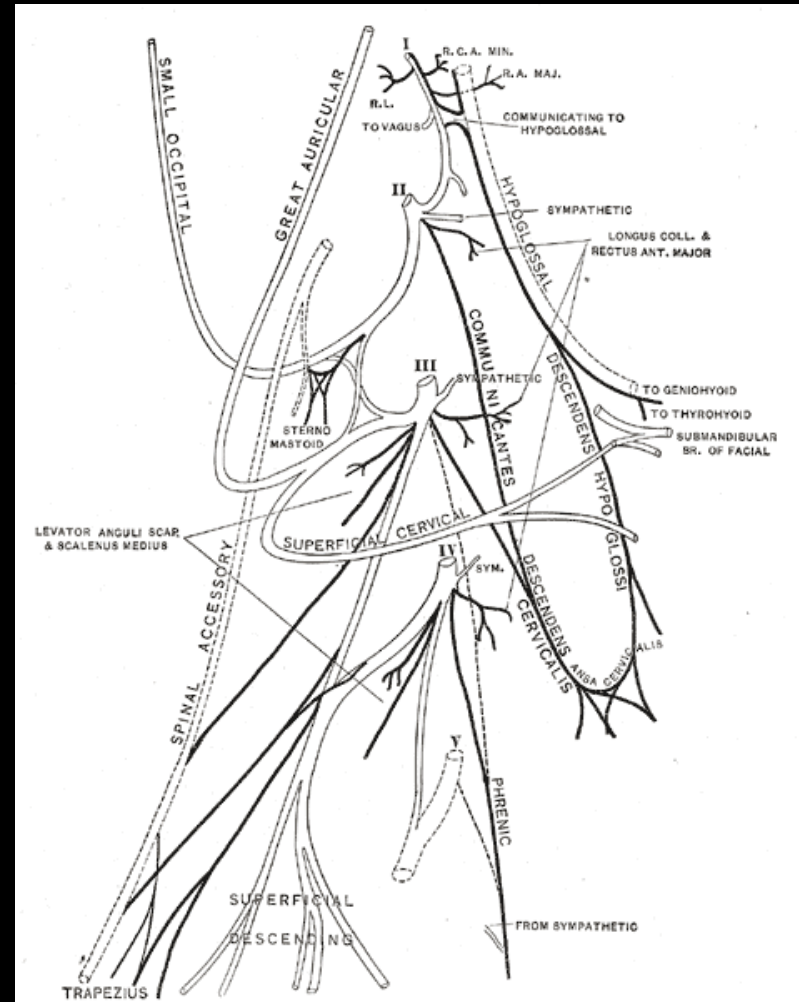 I
R.C.A. MIN.
R.A. MAJ.
R.L.
TO VAGUS
COMMUNICATING TO
HYPOGLOSSAL
SMALL OCCIPITAL
GREAT AURICULAR
HYPOGLOSSAL
II
SYMPATHETIC
LONGUS COLL. &
RECTUS ANT. MAJOR
COMMUNICANTES
III
SYMPATHETIC
DESCENDENS HYPOGLOSSI
TO GENIOHYOID
TO THYROHYOID
SUBMANDIBULAR
BR. OF FACIAL
STERNO
MASTOID
LEVATOR ANGULI SCAP.
& SCALENUS MEDIUS
SUPERFICIAL CERVICAL
IV
SYM.
DESCENDENS
CERVICALIS
ANSA CERVICALIS
SPINAL ACCESSORY
V
PHRENIC
SUPERFICIAL
DESCENDING
FROM SYMPATHETIC
TRAPEZIUS